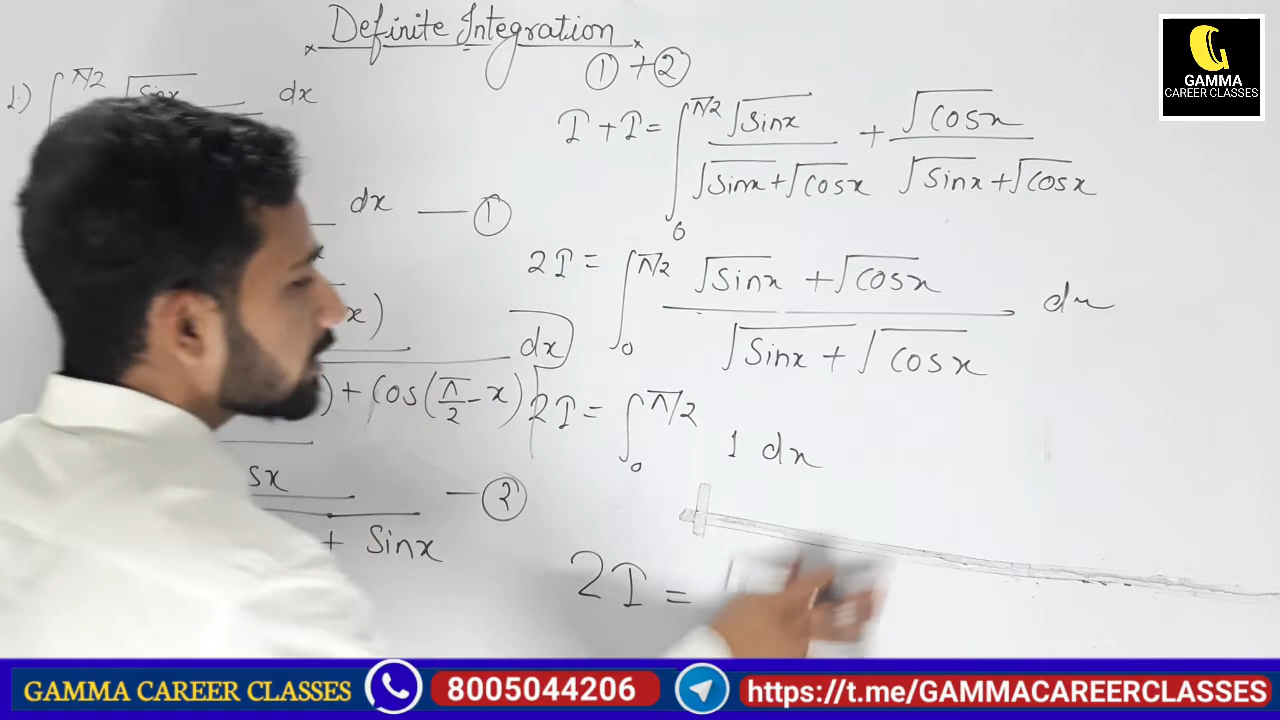 Definite Integration
① + ②
1.) ∫ π/2 √sinx dx
I + I = ∫₀^π/2 √sinx / √sinx + √cosx + √cosx / √sinx + √cosx
dx — ①
x
2I = ∫₀^π/2 √sinx + √cosx / √sinx + √cosx dx
x)
dx
) + cos(π/2 - x)
2I = ∫₀^π/2 1 dx
sx
— ②
+ sinx
2I =
GAMMA
CAREER CLASSES
GAMMA CAREER CLASSES
8005044206
https://t.me/GAMMACAREERCLASSES